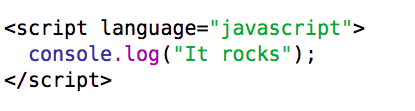 <script language="javascript">
  console.log("It rocks");
</script>